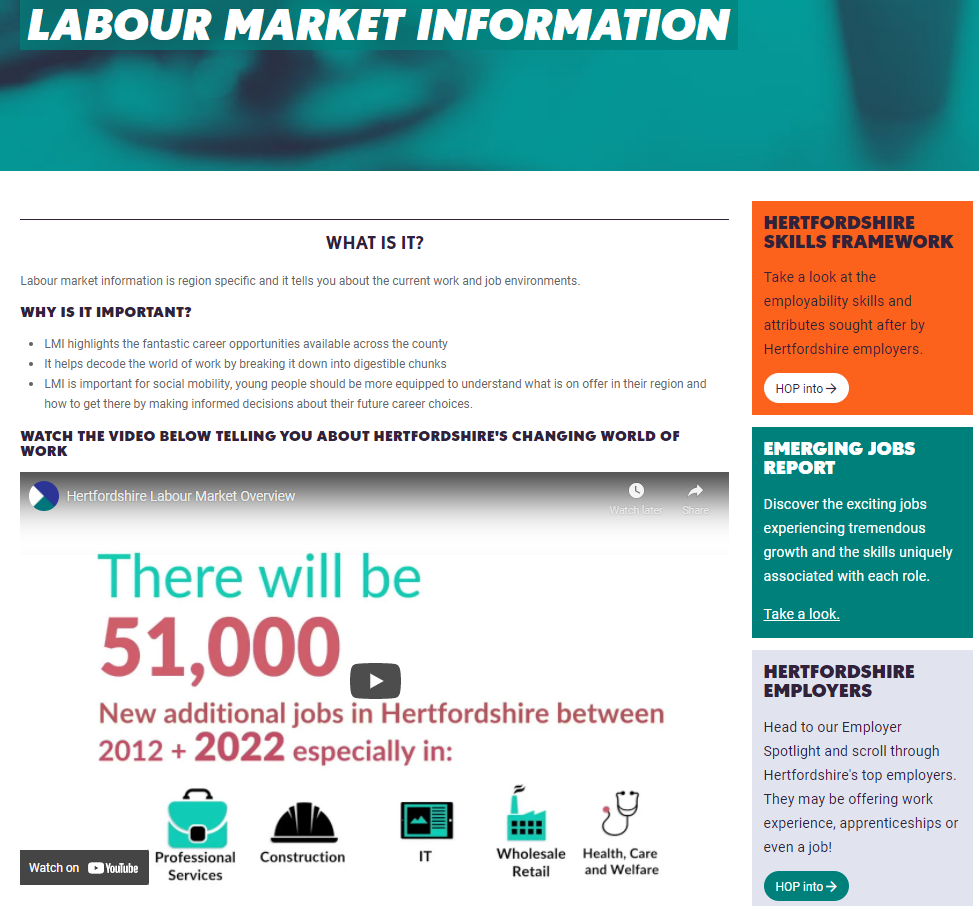 LABOUR MARKET INFORMATION
WHAT IS IT?
Labour market information is region specific and it tells you about the current work and job environments.
WHY IS IT IMPORTANT?
LMI highlights the fantastic career opportunities available across the county
It helps decode the world of work by breaking it down into digestible chunks
LMI is important for social mobility, young people should be more equipped to understand what is on offer in their region and
how to get there by making informed decisions about their future career choices.
WATCH THE VIDEO BELOW TELLING YOU ABOUT HERTFORDSHIRE'S CHANGING WORLD OF
WORK
Hertfordshire Labour Market Overview
Watch later
Share
There will be
51,000
New additional jobs in Hertfordshire between
2012 + 2022 especially in:
Professional
Services
Construction
IT
Wholesale
Retail
Health, Care
and Welfare
Watch on YouTube
HERTFORDSHIRE
SKILLS FRAMEWORK
Take a look at the
employability skills and
attributes sought after by
Hertfordshire employers.
HOP into →
EMERGING JOBS
REPORT
Discover the exciting jobs
experiencing tremendous
growth and the skills uniquely
associated with each role.
Take a look.
HERTFORDSHIRE
EMPLOYERS
Head to our Employer
Spotlight and scroll through
Hertfordshire's top employers.
They may be offering work
experience, apprenticeships or
even a job!
HOP into →